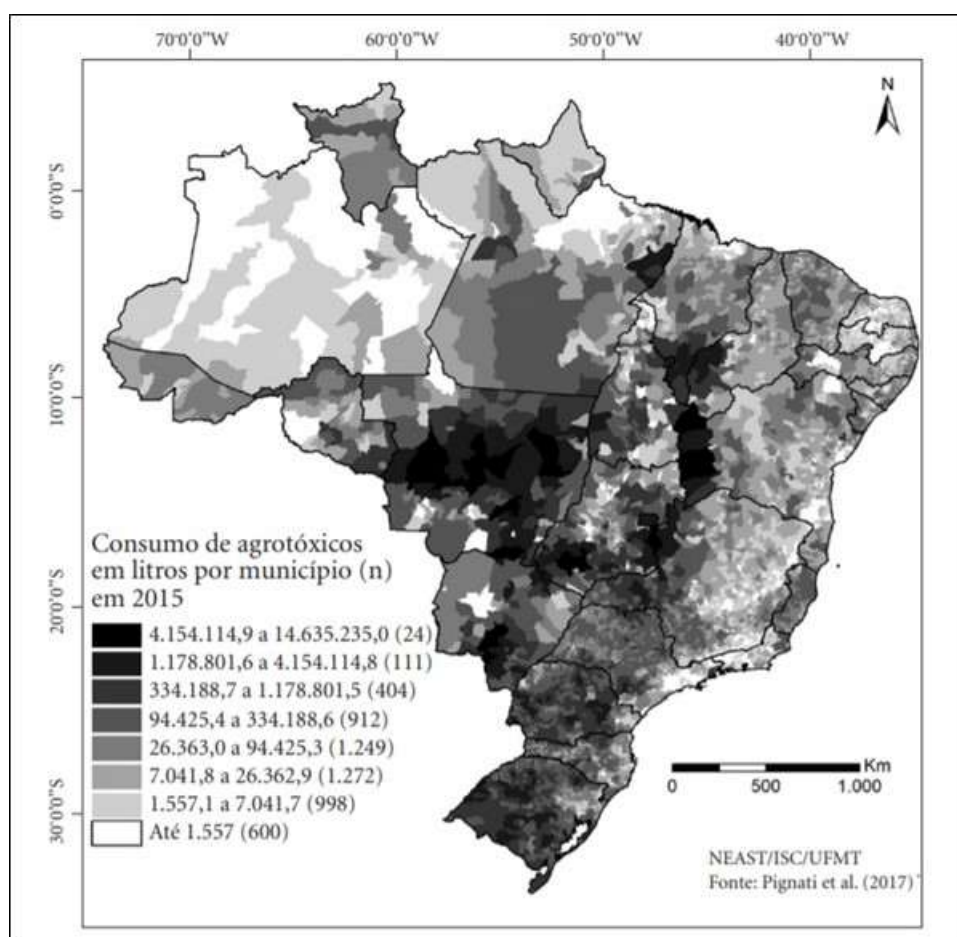 70°0'0"W 60°0'0"W 50°0'0"W 40°0'0"W
N
0°0'0"S
10°0'0"S
20°0'0"S
30°0'0"S
Consumo de agrotóxicos
em litros por município (n)
em 2015
4.154.114,9 a 14.635.235,0 (24)
1.178.801,6 a 4.154.114,8 (111)
334.188,7 a 1.178.801,5 (404)
94.425,4 a 334.188,6 (912)
26.363,0 a 94.425,3 (1.249)
7.041,8 a 26.362,9 (1.272)
1.557,1 a 7.041,7 (998)
Até 1.557 (600)
Km
0 500 1.000
NEAST/ISC/UFMT
Fonte: Pignati et al. (2017)